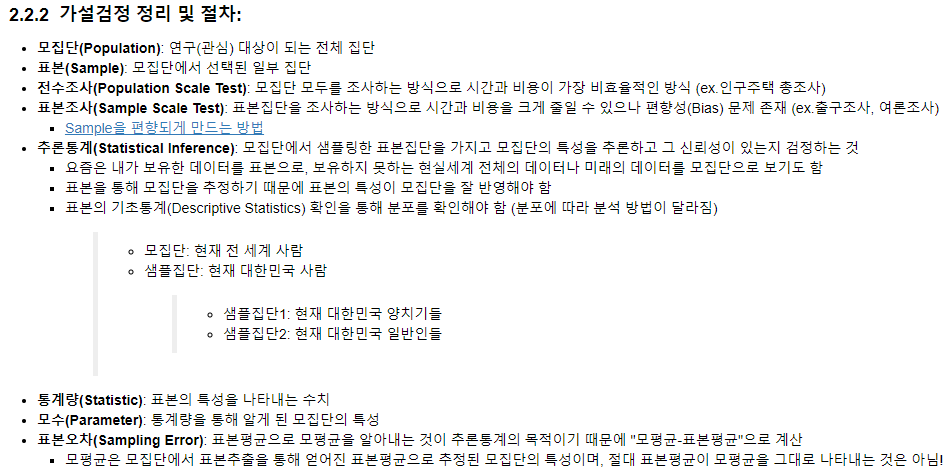 2.2.2 가설검정 정리 및 절차:
모집단(Population): 연구(관심) 대상이 되는 전체 집단
표본(Sample): 모집단에서 선택된 일부 집단
전수조사(Population Scale Test): 모집단 모두를 조사하는 방식으로 시간과 비용이 가장 비효율적인 방식 (ex.인구주택 총조사)
표본조사(Sample Scale Test): 표본집단을 조사하는 방식으로 시간과 비용을 크게 줄일 수 있으나 편향성(Bias) 문제 존재 (ex.출구조사, 여론조사)
Sample을 편향되게 만드는 방법
추론통계(Statistical Inference): 모집단에서 샘플링한 표본집단을 가지고 모집단의 특성을 추론하고 그 신뢰성이 있는지 검정하는 것
요즘은 내가 보유한 데이터를 표본으로, 보유하지 못하는 현실세계 전체의 데이터나 미래의 데이터를 모집단으로 보기도 함
표본을 통해 모집단을 추정하기 때문에 표본의 특성이 모집단을 잘 반영해야 함
표본의 기초통계(Descriptive Statistics) 확인을 통해 분포를 확인해야 함 (분포에 따라 분석 방법이 달라짐)
모집단: 현재 전 세계 사람
샘플집단: 현재 대한민국 사람
샘플집단1: 현재 대한민국 양치기들
샘플집단2: 현재 대한민국 일반인들
통계량(Statistic): 표본의 특성을 나타내는 수치
모수(Parameter): 통계량을 통해 알게 된 모집단의 특성
표본오차(Sampling Error): 표본평균으로 모평균을 알아내는 것이 추론통계의 목적이기 때문에 "모평균-표본평균"으로 계산
모평균은 모집단에서 표본추출을 통해 얻어진 표본평균으로 추정된 모집단의 특성이며, 절대 표본평균이 모평균을 그대로 나타내는 것은 아님!